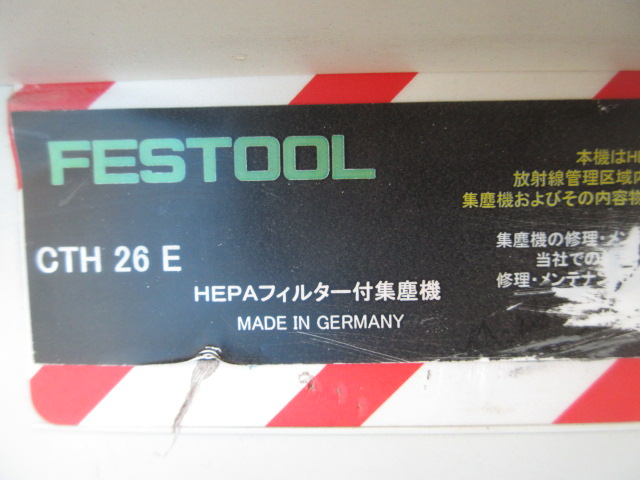 FESTOOL
CTH 26 E
HEPAフィルター付集塵機
MADE IN GERMANY
本機はHE
放射線管理区域内
集塵機およびその内容物
集塵機の修理・メン
当社での
修理・メンテナン